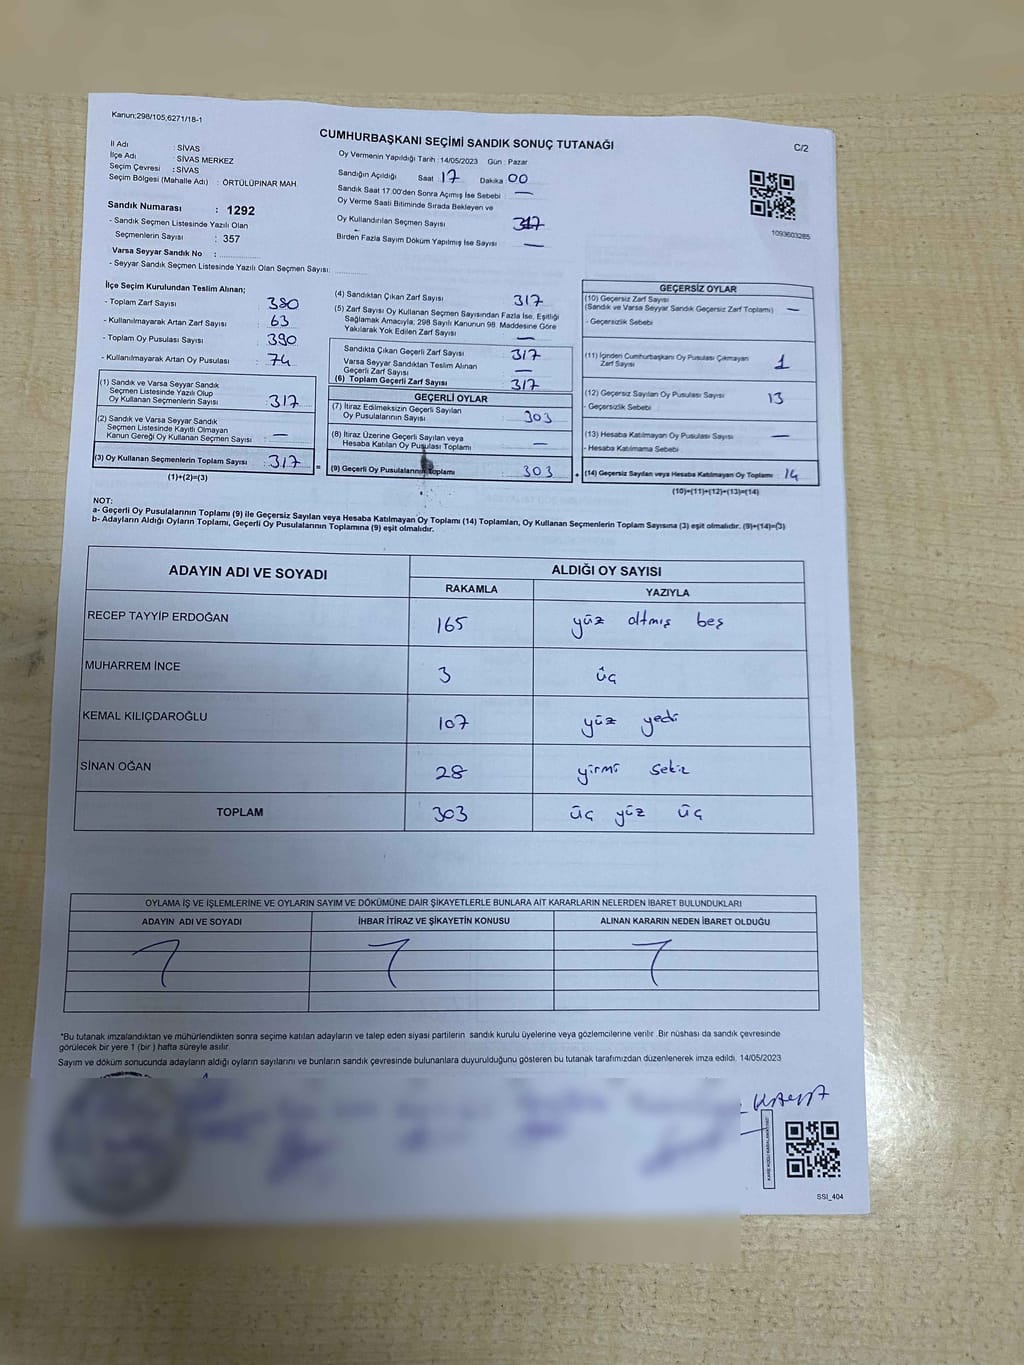 Kanun:298/105,6271/18-1
CUMHURBAŞKANI SEÇİMİ SANDIK SONUÇ TUTANAĞI
C/2
İl Adı : SİVAS
İlçe Adı : SİVAS MERKEZ
Seçim Çevresi : SİVAS
Seçim Bölgesi (Mahalle Adı) : ÖRTÜLÜPINAR MAH.
Sandık Numarası : 1292
- Sandık Seçmen Listesinde Yazılı Olan
Seçmenlerin Sayısı : 357
Varsa Seyyar Sandık No :
- Seyyar Sandık Seçmen Listesinde Yazılı Olan Seçmen Sayısı:
Oy Vermenin Yapıldığı Tarih : 14/05/2023 Gün : Pazar
Sandığın Açıldığı Saat 17 Dakika 00
Sandık Saat 17.00'den Sonra Açılmış İse Sebebi —
Oy Verme Saati Bitiminde Sırada Bekleyen ve
Oy Kullandırılan Seçmen Sayısı
Birden Fazla Sayım Döküm Yapılmış İse Sayısı —
1093603285
İlçe Seçim Kurulundan Teslim Alınan;
- Toplam Zarf Sayısı : 380
- Kullanılmayarak Artan Zarf Sayısı : 63
- Toplam Oy Pusulası Sayısı : 390
- Kullanılmayarak Artan Oy Pusulası : 74
(1) Sandık ve Varsa Seyyar Sandık
Seçmen Listesinde Yazılı Olup
Oy Kullanan Seçmenlerin Sayısı : 317
(2) Sandık ve Varsa Seyyar Sandık
Seçmen Listesinde Kayıtlı Olmayan
Kanun Gereği Oy Kullanan Seçmen Sayısı : —
(3) Oy Kullanan Seçmenlerin Toplam Sayısı : 317
(1)+(2)=(3)
(4) Sandıktan Çıkan Zarf Sayısı : 317
(5) Zarf Sayısı Oy Kullanan Seçmen Sayısından Fazla İse, Eşitliği
Sağlamak Amacıyla; 298 Sayılı Kanunun 98. Maddesine Göre
Yakılarak Yok Edilen Zarf Sayısı : —
Sandıkta Çıkan Geçerli Zarf Sayısı : 317
Varsa Seyyar Sandıktan Teslim Alınan
Geçerli Zarf Sayısı : —
(6) Toplam Geçerli Zarf Sayısı : 317
GEÇERLİ OYLAR
(7) İtiraz Edilmeksizin Geçerli Sayılan
Oy Pusulalarının Sayısı : 303
(8) İtiraz Üzerine Geçerli Sayılan veya
Hesaba Katılan Oy Pusulası Toplamı : —
= (9) Geçerli Oy Pusulalarının Toplamı : 303
GEÇERSİZ OYLAR
(10) Geçersiz Zarf Sayısı
(Sandık ve Varsa Seyyar Sandık Geçersiz Zarf Toplamı) : —
- Geçersizlik Sebebi :
(11) İçinden Cumhurbaşkanı Oy Pusulası Çıkmayan
Zarf Sayısı : 1
(12) Geçersiz Sayılan Oy Pusulası Sayısı : 13
- Geçersizlik Sebebi :
(13) Hesaba Katılmayan Oy Pusulası Sayısı : —
- Hesaba Katılmama Sebebi :
+ (14) Geçersiz Sayılan veya Hesaba Katılmayan Oy Toplamı : 14
(10)+(11)+(12)+(13)=(14)
NOT:
a- Geçerli Oy Pusulalarının Toplamı (9) ile Geçersiz Sayılan veya Hesaba Katılmayan Oy Toplamı (14) Toplamları, Oy Kullanan Seçmenlerin Toplam Sayısına (3) eşit olmalıdır. (9)+(14)=(3)
b- Adayların Aldığı Oyların Toplamı, Geçerli Oy Pusulalarının Toplamına (9) eşit olmalıdır.
ADAYIN ADI VE SOYADI ALDIĞI OY SAYISI
RAKAMLA YAZIYLA
RECEP TAYYİP ERDOĞAN 165 yüz altmış beş
MUHARREM İNCE 3 üç
KEMAL KILIÇDAROĞLU 107 yüz yedi
SİNAN OĞAN 28 yirmi sekiz
TOPLAM 303 üç yüz üç
OYLAMA İŞ VE İŞLEMLERİNE VE OYLARIN SAYIM VE DÖKÜMÜNE DAİR ŞİKAYETLERLE BUNLARA AİT KARARLARIN NELERDEN İBARET BULUNDUKLARI
ADAYIN ADI VE SOYADI İHBAR İTİRAZ VE ŞİKAYETİN KONUSU ALINAN KARARIN NEDEN İBARET OLDUĞU
*Bu tutanak imzalandıktan ve mühürlendikten sonra seçime katılan adayların ve talep eden siyasi partilerin sandık kurulu üyelerine veya gözlemcilerine verilir .Bir nüshası da sandık çevresinde
görülecek bir yere 1 (bir ) hafta süreyle asılır.
Sayım ve döküm sonucunda adayların aldığı oyların sayılarını ve bunların sandık çevresinde bulunanlara duyurulduğunu gösteren bu tutanak tarafımızdan düzenlenerek imza edildi. 14/05/2023
SSI_404